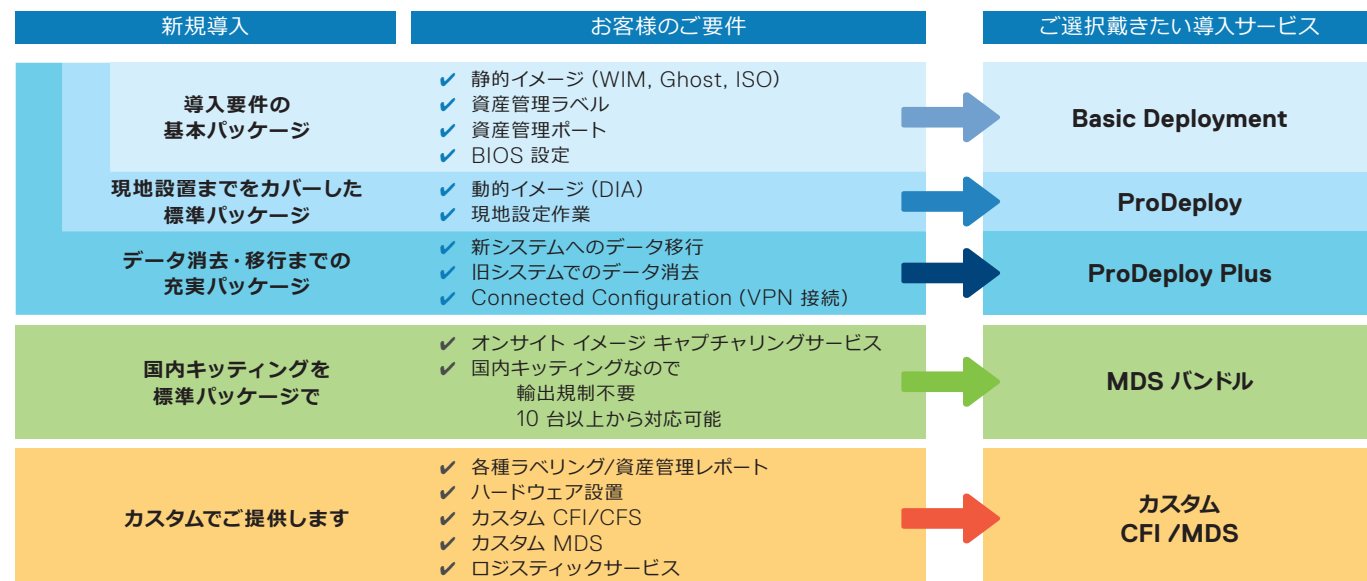 新規導入
お客様のご要件
ご選択戴きたい導入サービス
導入要件の
基本パッケージ
✔ 静的イメージ（WIM, Ghost, ISO）
✔ 資産管理ラベル
✔ 資産管理ポート
✔ BIOS 設定
Basic Deployment
現地設置までをカバーした
標準パッケージ
✔ 動的イメージ（DIA）
✔ 現地設定作業
ProDeploy
データ消去・移行までの
充実パッケージ
✔ 新システムへのデータ移行
✔ 旧システムでのデータ消去
✔ Connected Configuration（VPN 接続）
ProDeploy Plus
国内キッティングを
標準パッケージで
✔ オンサイト イメージ キャプチャリングサービス
✔ 国内キッティングなので
輸出規制不要
10 台以上から対応可能
MDS バンドル
カスタムでご提供します
✔ 各種ラベリング/資産管理レポート
✔ ハードウェア設置
✔ カスタム CFI/CFS
✔ カスタム MDS
✔ ロジスティックサービス
カスタム
CFI /MDS